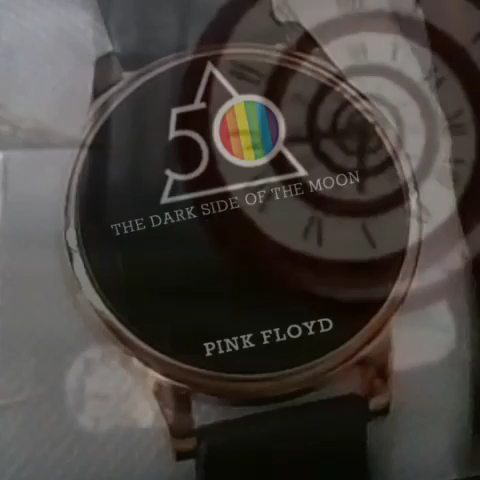 50
THE DARK SIDE OF THE MOON
PINK FLOYD